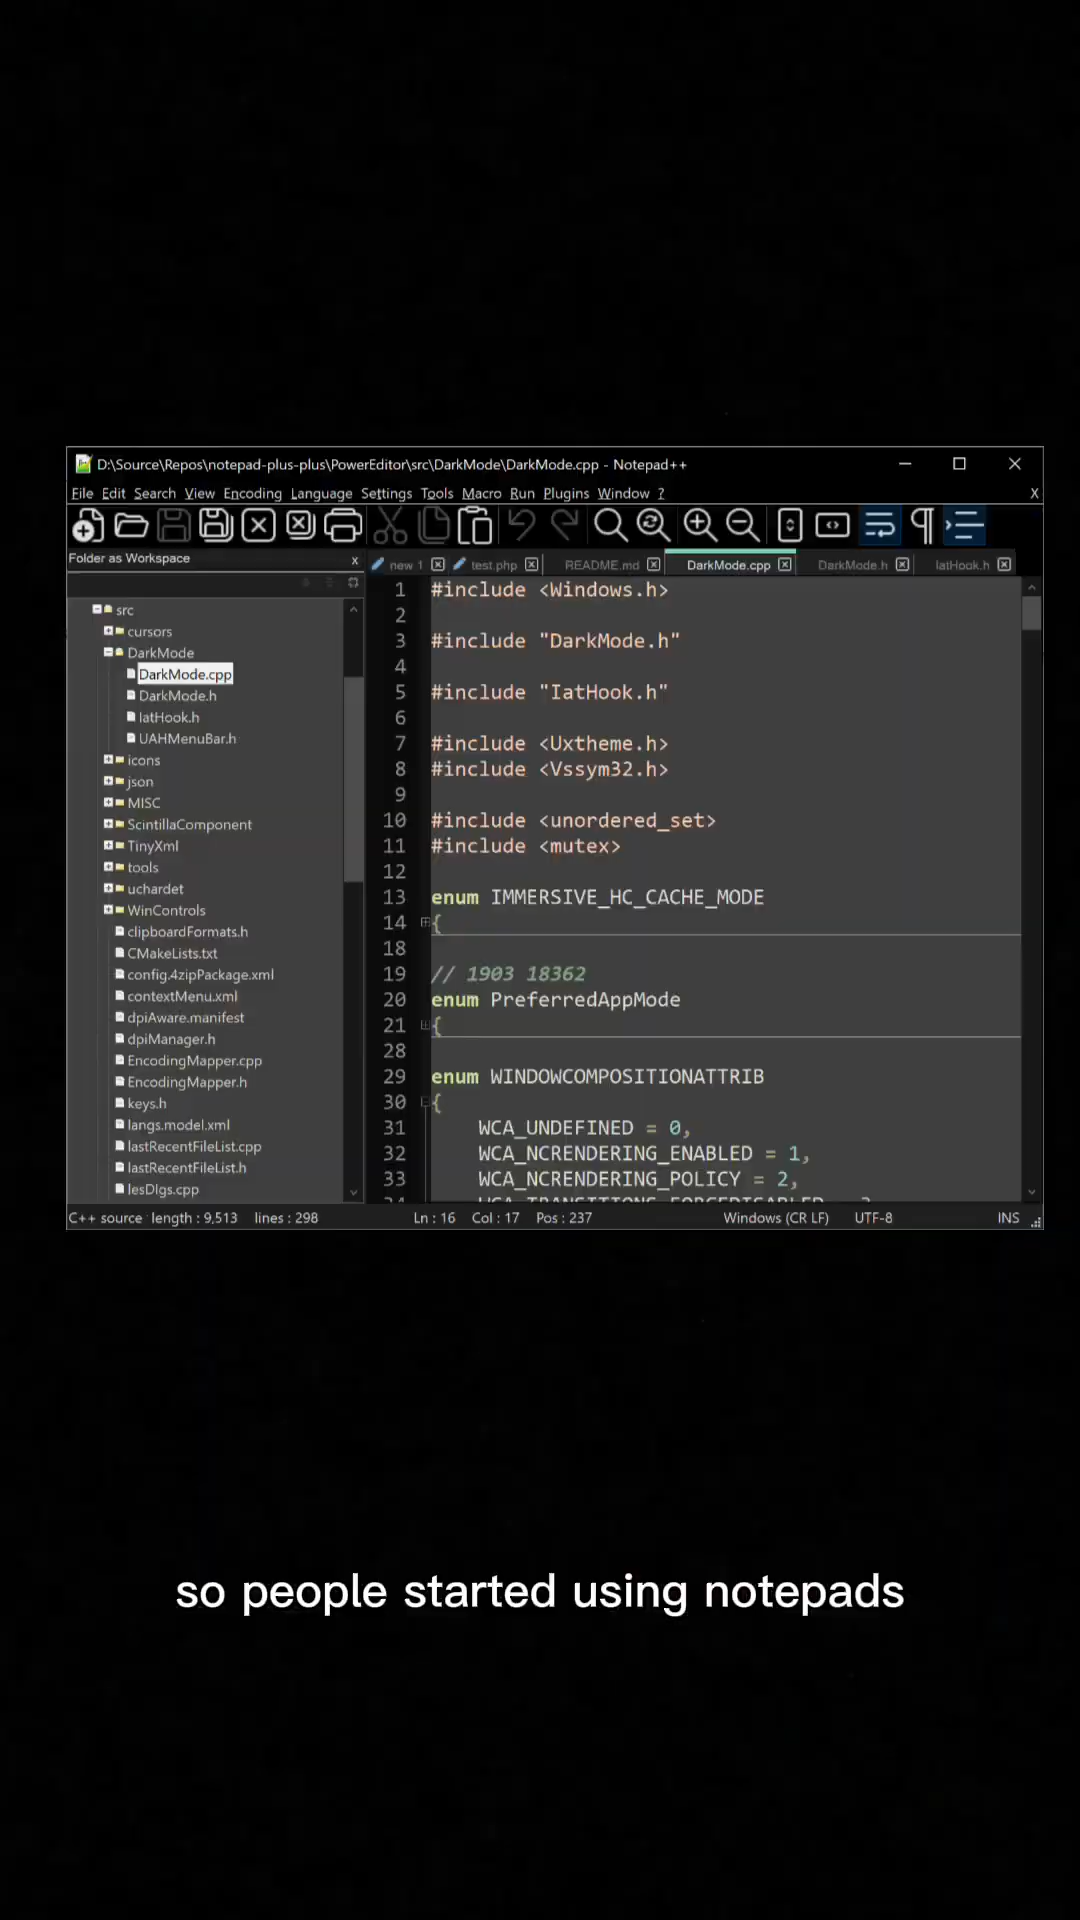 D:\Source\Repos\notepad-plus-plus\PowerEditor\src\DarkMode\DarkMode.cpp - Notepad++
File Edit Search View Encoding Language Settings Tools Macro Run Plugins Window ? X
Folder as Workspace x
new 1 test.php README.md DarkMode.cpp DarkMode.h IatHook.h
src
cursors
DarkMode
DarkMode.cpp
DarkMode.h
IatHook.h
UAHMenuBar.h
icons
json
MISC
ScintillaComponent
TinyXml
tools
uchardet
WinControls
clipboardFormats.h
CMakeLists.txt
config.4zipPackage.xml
contextMenu.xml
dpiAware.manifest
dpiManager.h
EncodingMapper.cpp
EncodingMapper.h
keys.h
langs.model.xml
lastRecentFileList.cpp
lastRecentFileList.h
lesDlgs.cpp
1 #include <Windows.h>
2
3 #include "DarkMode.h"
4
5 #include "IatHook.h"
6
7 #include <Uxtheme.h>
8 #include <Vssym32.h>
9
10 #include <unordered_set>
11 #include <mutex>
12
13 enum IMMERSIVE_HC_CACHE_MODE
14 {
18
19 // 1903 18362
20 enum PreferredAppMode
21 {
28
29 enum WINDOWCOMPOSITIONATTRIB
30 {
31 WCA_UNDEFINED = 0,
32 WCA_NCRENDERING_ENABLED = 1,
33 WCA_NCRENDERING_POLICY = 2,
C++ source length : 9,513 lines : 298 Ln : 16 Col : 17 Pos : 237 Windows (CR LF) UTF-8 INS
so people started using notepads